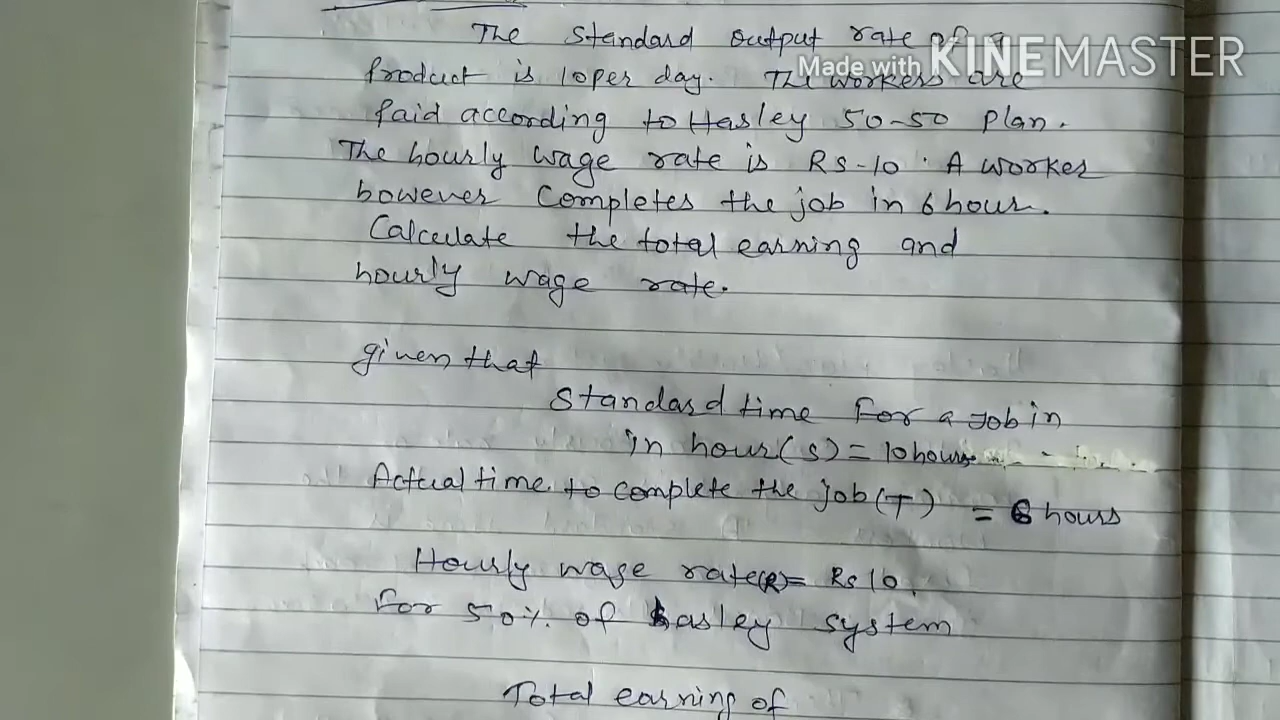 The standard output rate of a
Made with KINEMASTER
product is 10 per day. The workers are
paid according to Hasley 50-50 plan.
The hourly wage rate is Rs-10. A worker
however completes the job in 6 hour.
Calculate the total earning and
hourly wage rate.
given that
Standard time for a Job in
in hour(s) = 10 hours
Actual time to complete the job (T) = 6 hours
Hourly wage rate(R)= Rs 10.
For 50%. of hasley system
Total earning of